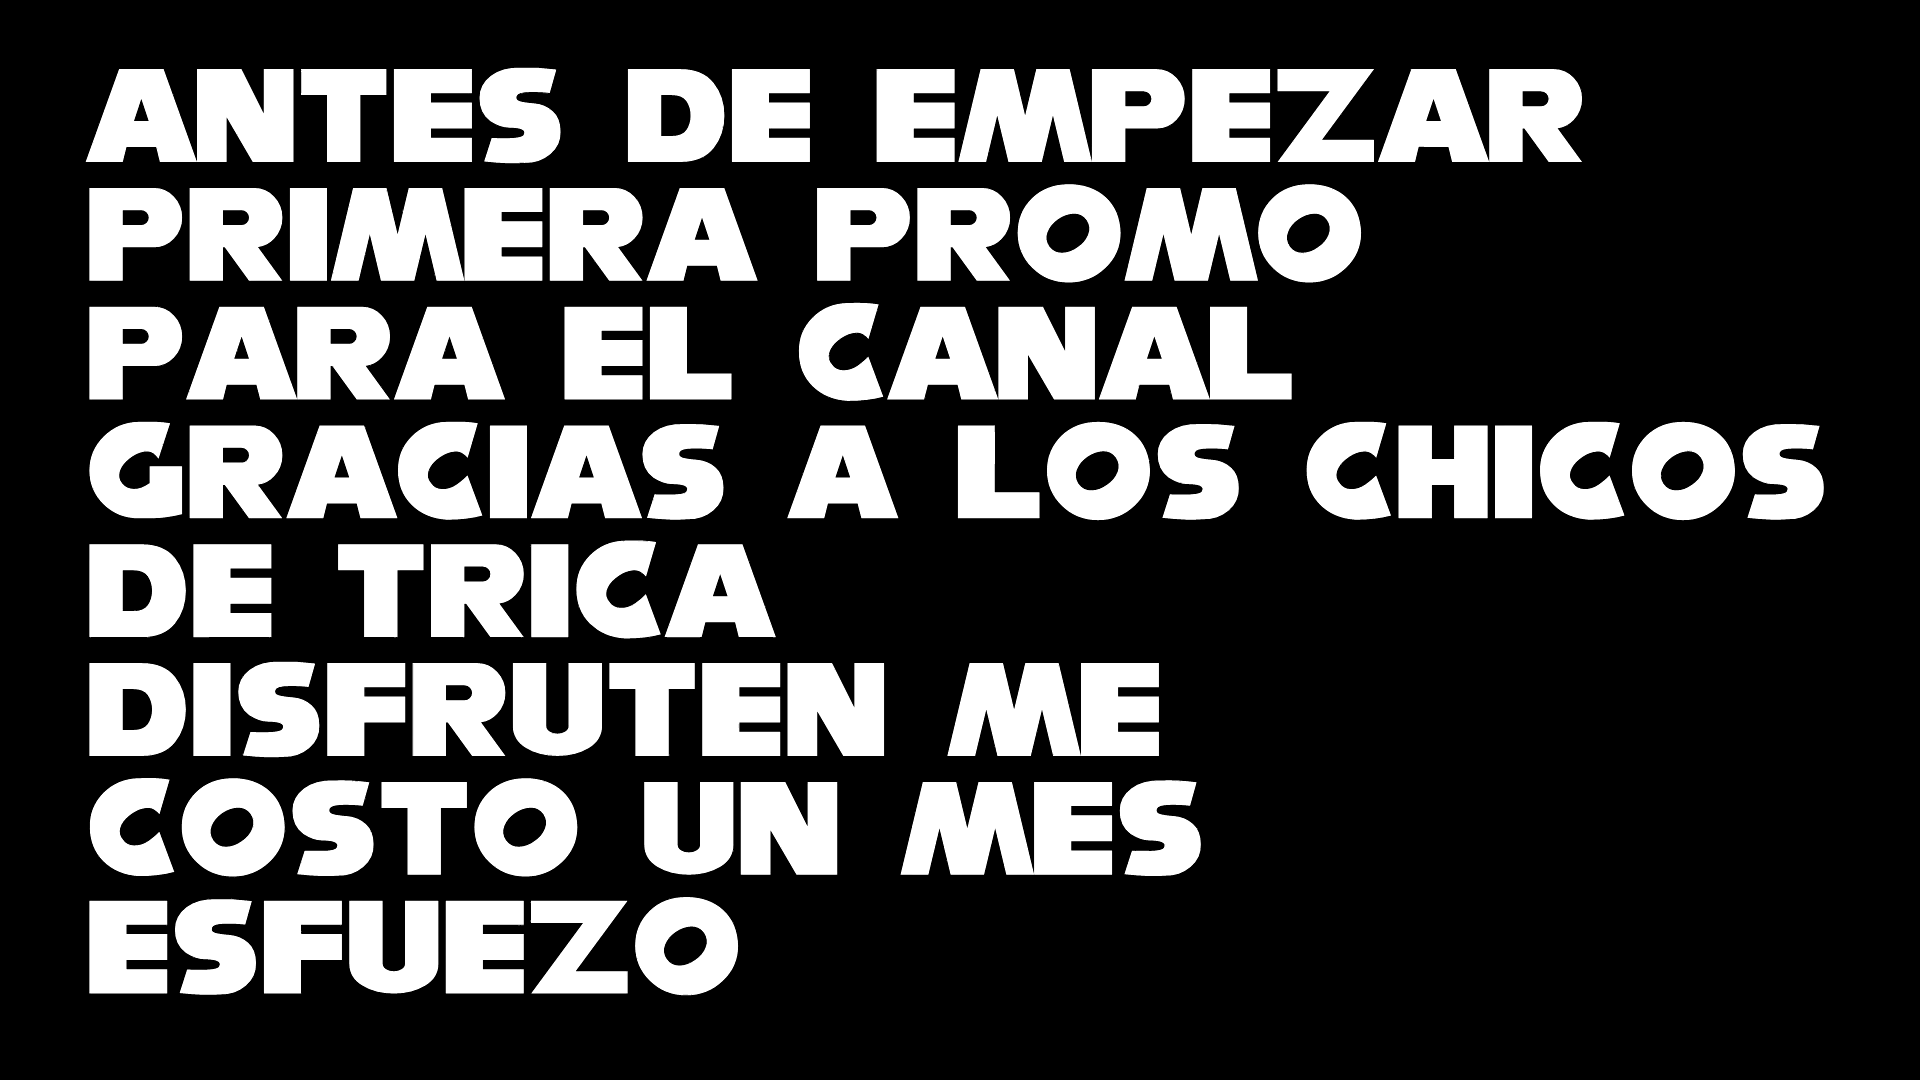 ANTES DE EMPEZAR
PRIMERA PROMO
PARA EL CANAL
GRACIAS A LOS CHICOS
DE TRICA
DISFRUTEN ME
COSTO UN MES
ESFUEZO